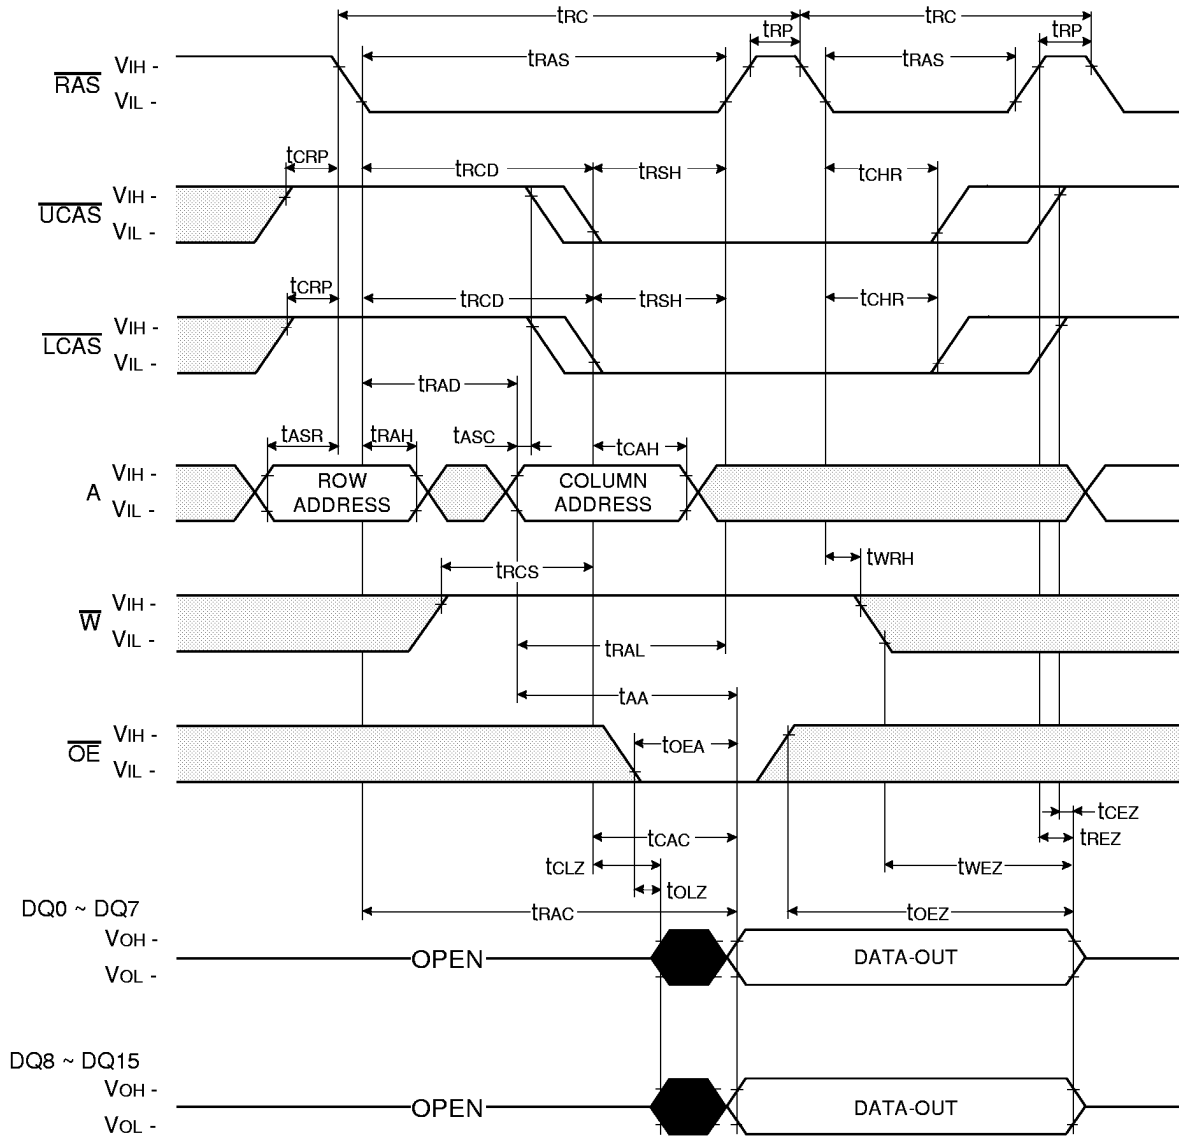 tRC tRC
tRP tRP
RAS VIH - tRAS tRAS
VIL -
tCRP tRCD tRSH tCHR
UCAS VIH -
VIL -
tCRP tRCD tRSH tCHR
LCAS VIH -
VIL -
tRAD
tASR tRAH tASC tCAH
A VIH - ROW ADDRESS COLUMN ADDRESS
VIL -
tRCS tWRH
W VIH -
VIL -
tRAL
tAA
OE VIH - tOEA
VIL -
tCEZ
tCAC tREZ
tCLZ tWEZ
tOLZ
DQ0 ~ DQ7 tRAC tOEZ
VOH -
OPEN DATA-OUT
VOL -
DQ8 ~ DQ15
VOH -
OPEN DATA-OUT
VOL -